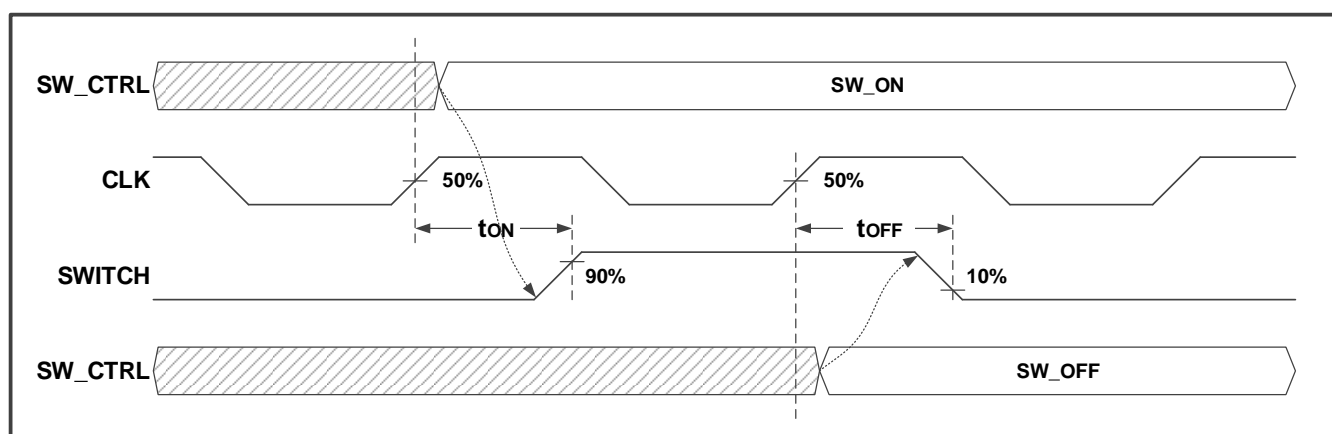 SW_CTRL
SW_ON
CLK
50%
50%
tON
tOFF
SWITCH
90%
10%
SW_CTRL
SW_OFF